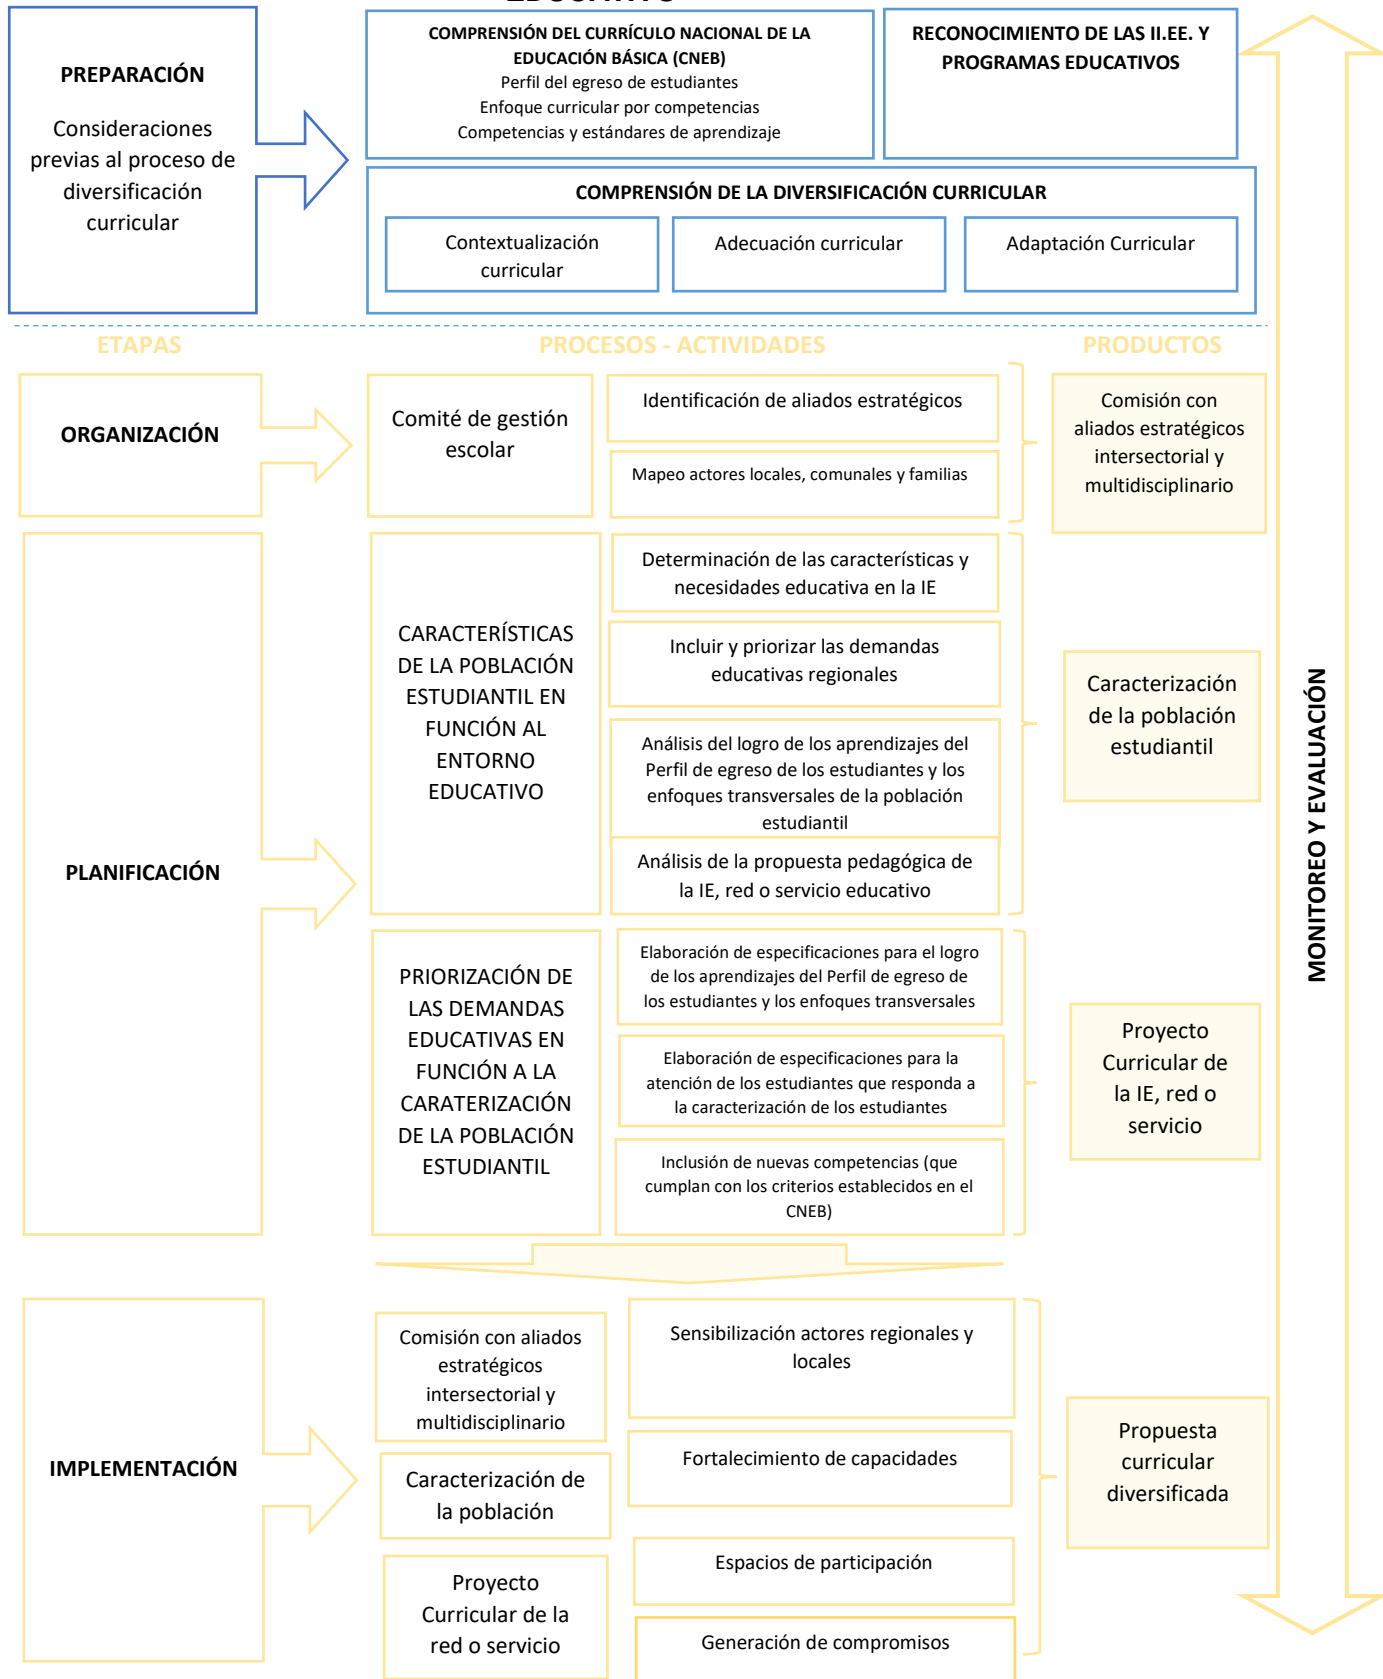 PREPARACIÓN
Consideraciones
previas al proceso de
diversificación
curricular
COMPRENSIÓN DEL CURRÍCULO NACIONAL DE LA
EDUCACIÓN BÁSICA (CNEB)
Perfil del egreso de estudiantes
Enfoque curricular por competencias
Competencias y estándares de aprendizaje
RECONOCIMIENTO DE LAS II.EE. Y
PROGRAMAS EDUCATIVOS
COMPRENSIÓN DE LA DIVERSIFICACIÓN CURRICULAR
Contextualización
curricular
Adecuación curricular
Adaptación Curricular
ETAPAS
PROCESOS - ACTIVIDADES
PRODUCTOS
ORGANIZACIÓN
Comité de gestión
escolar
Identificación de aliados estratégicos
Mapeo actores locales, comunales y familias
Comisión con
aliados estratégicos
intersectorial y
multidisciplinario
PLANIFICACIÓN
CARACTERÍSTICAS
DE LA POBLACIÓN
ESTUDIANTIL EN
FUNCIÓN AL
ENTORNO
EDUCATIVO
Determinación de las características y
necesidades educativa en la IE
Incluir y priorizar las demandas
educativas regionales
Análisis del logro de los aprendizajes del
Perfil de egreso de los estudiantes y los
enfoques transversales de la población
estudiantil
Análisis de la propuesta pedagógica de
la IE, red o servicio educativo
Caracterización
de la población
estudiantil
PRIORIZACIÓN DE
LAS DEMANDAS
EDUCATIVAS EN
FUNCIÓN A LA
CARATERIZACIÓN
DE LA POBLACIÓN
ESTUDIANTIL
Elaboración de especificaciones para el logro
de los aprendizajes del Perfil de egreso de
los estudiantes y los enfoques transversales
Elaboración de especificaciones para la
atención de los estudiantes que responda a
la caracterización de los estudiantes
Inclusión de nuevas competencias (que
cumplan con los criterios establecidos en el
CNEB)
Proyecto
Curricular de
la IE, red o
servicio
IMPLEMENTACIÓN
Comisión con aliados
estratégicos
intersectorial y
multidisciplinario
Caracterización de
la población
Proyecto
Curricular de la
red o servicio
Sensibilización actores regionales y
locales
Fortalecimiento de capacidades
Espacios de participación
Generación de compromisos
Propuesta
curricular
diversificada
MONITOREO Y EVALUACIÓN